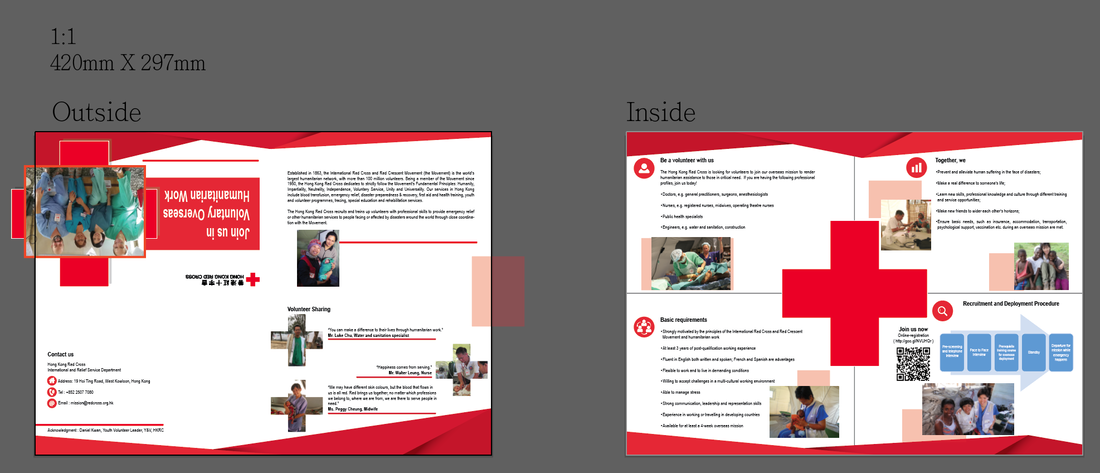 1:1
420mm X 297mm
Outside
Inside
Join us in
Voluntary Overseas
Humanitarian Work
香港紅十字會
HONG KONG RED CROSS
Contact us
Hong Kong Red Cross
International and Relief Service Department
Address: 19 Hoi Ting Road, West Kowloon, Hong Kong
Tel : +852 2507 7080
Email : mission@redcross.org.hk
Acknowledgment : Daniel Kwan, Youth Volunteer Leader, YSV, HKRC
Established in 1863, the International Red Cross and Red Crescent Movement (the Movement) is the world's
largest humanitarian network, with more than 100 million volunteers. Being a member of the Movement since
1950, the Hong Kong Red Cross dedicates to strictly follow the Movement's Fundamental Principles: Humanity,
Impartiality, Neutrality, Independence, Voluntary Service, Unity and Universality. Our services in Hong Kong
include blood transfusion, emergency relief, disaster preparedness & recovery, first aid and health training, youth
and volunteer programmes, tracing, special education and rehabilitation services.
The Hong Kong Red Cross recruits and trains up volunteers with professional skills to provide emergency relief
or other humanitarian services to people facing or affected by disasters around the world through close coordina-
tion with the Movement.
Volunteer Sharing
"You can make a difference to their lives through humanitarian work."
Mr. Luke Chu, Water and sanitation specialist
"Happiness comes from serving."
Mr. Walter Leung, Nurse
"We may have different skin colours, but the blood that flows in
us is all red. Red brings us together, no matter which professions
we belong to, where we are from, we are there to serve people in
need."
Ms. Peggy Cheung, Midwife
Be a volunteer with us
The Hong Kong Red Cross is looking for volunteers to join our overseas mission to render
humanitarian assistance to those in critical need. If you are having the following professional
profiles, join us today!
•Doctors, e.g. general practitioners, surgeons, anesthesiologists
•Nurses, e.g. registered nurses, midwives, operating theatre nurses
•Public health specialists
•Engineers, e.g. water and sanitation, construction
Together, we
•Prevent and alleviate human suffering in the face of disasters;
•Make a real difference to someone's life;
•Learn new skills, professional knowledge and culture through different training
and service opportunities;
•Make new friends to widen each other's horizons;
•Ensure basic needs, such as insurance, accommodation, transportation,
psychological support, vaccination etc. during an overseas mission are met.
Basic requirements
•Strongly motivated by the principles of the International Red Cross and Red Crescent
Movement
•At least 3 years of post-qualification working experience
•Fluent in English both written and spoken; French and Spanish are advantages
•Flexible to work and to live in demanding conditions
•Willing to accept challenges in a multi-cultural working environment
•Able to manage stress
•Strong communication, leadership and representation skills
•Experience in working or travelling in developing countries
•Available for at least a 4-week overseas mission
Recruitment and Deployment Procedure
Join us now
Online registration
Pre-screening
and telephone
interview
Face to Face
interview
Standby